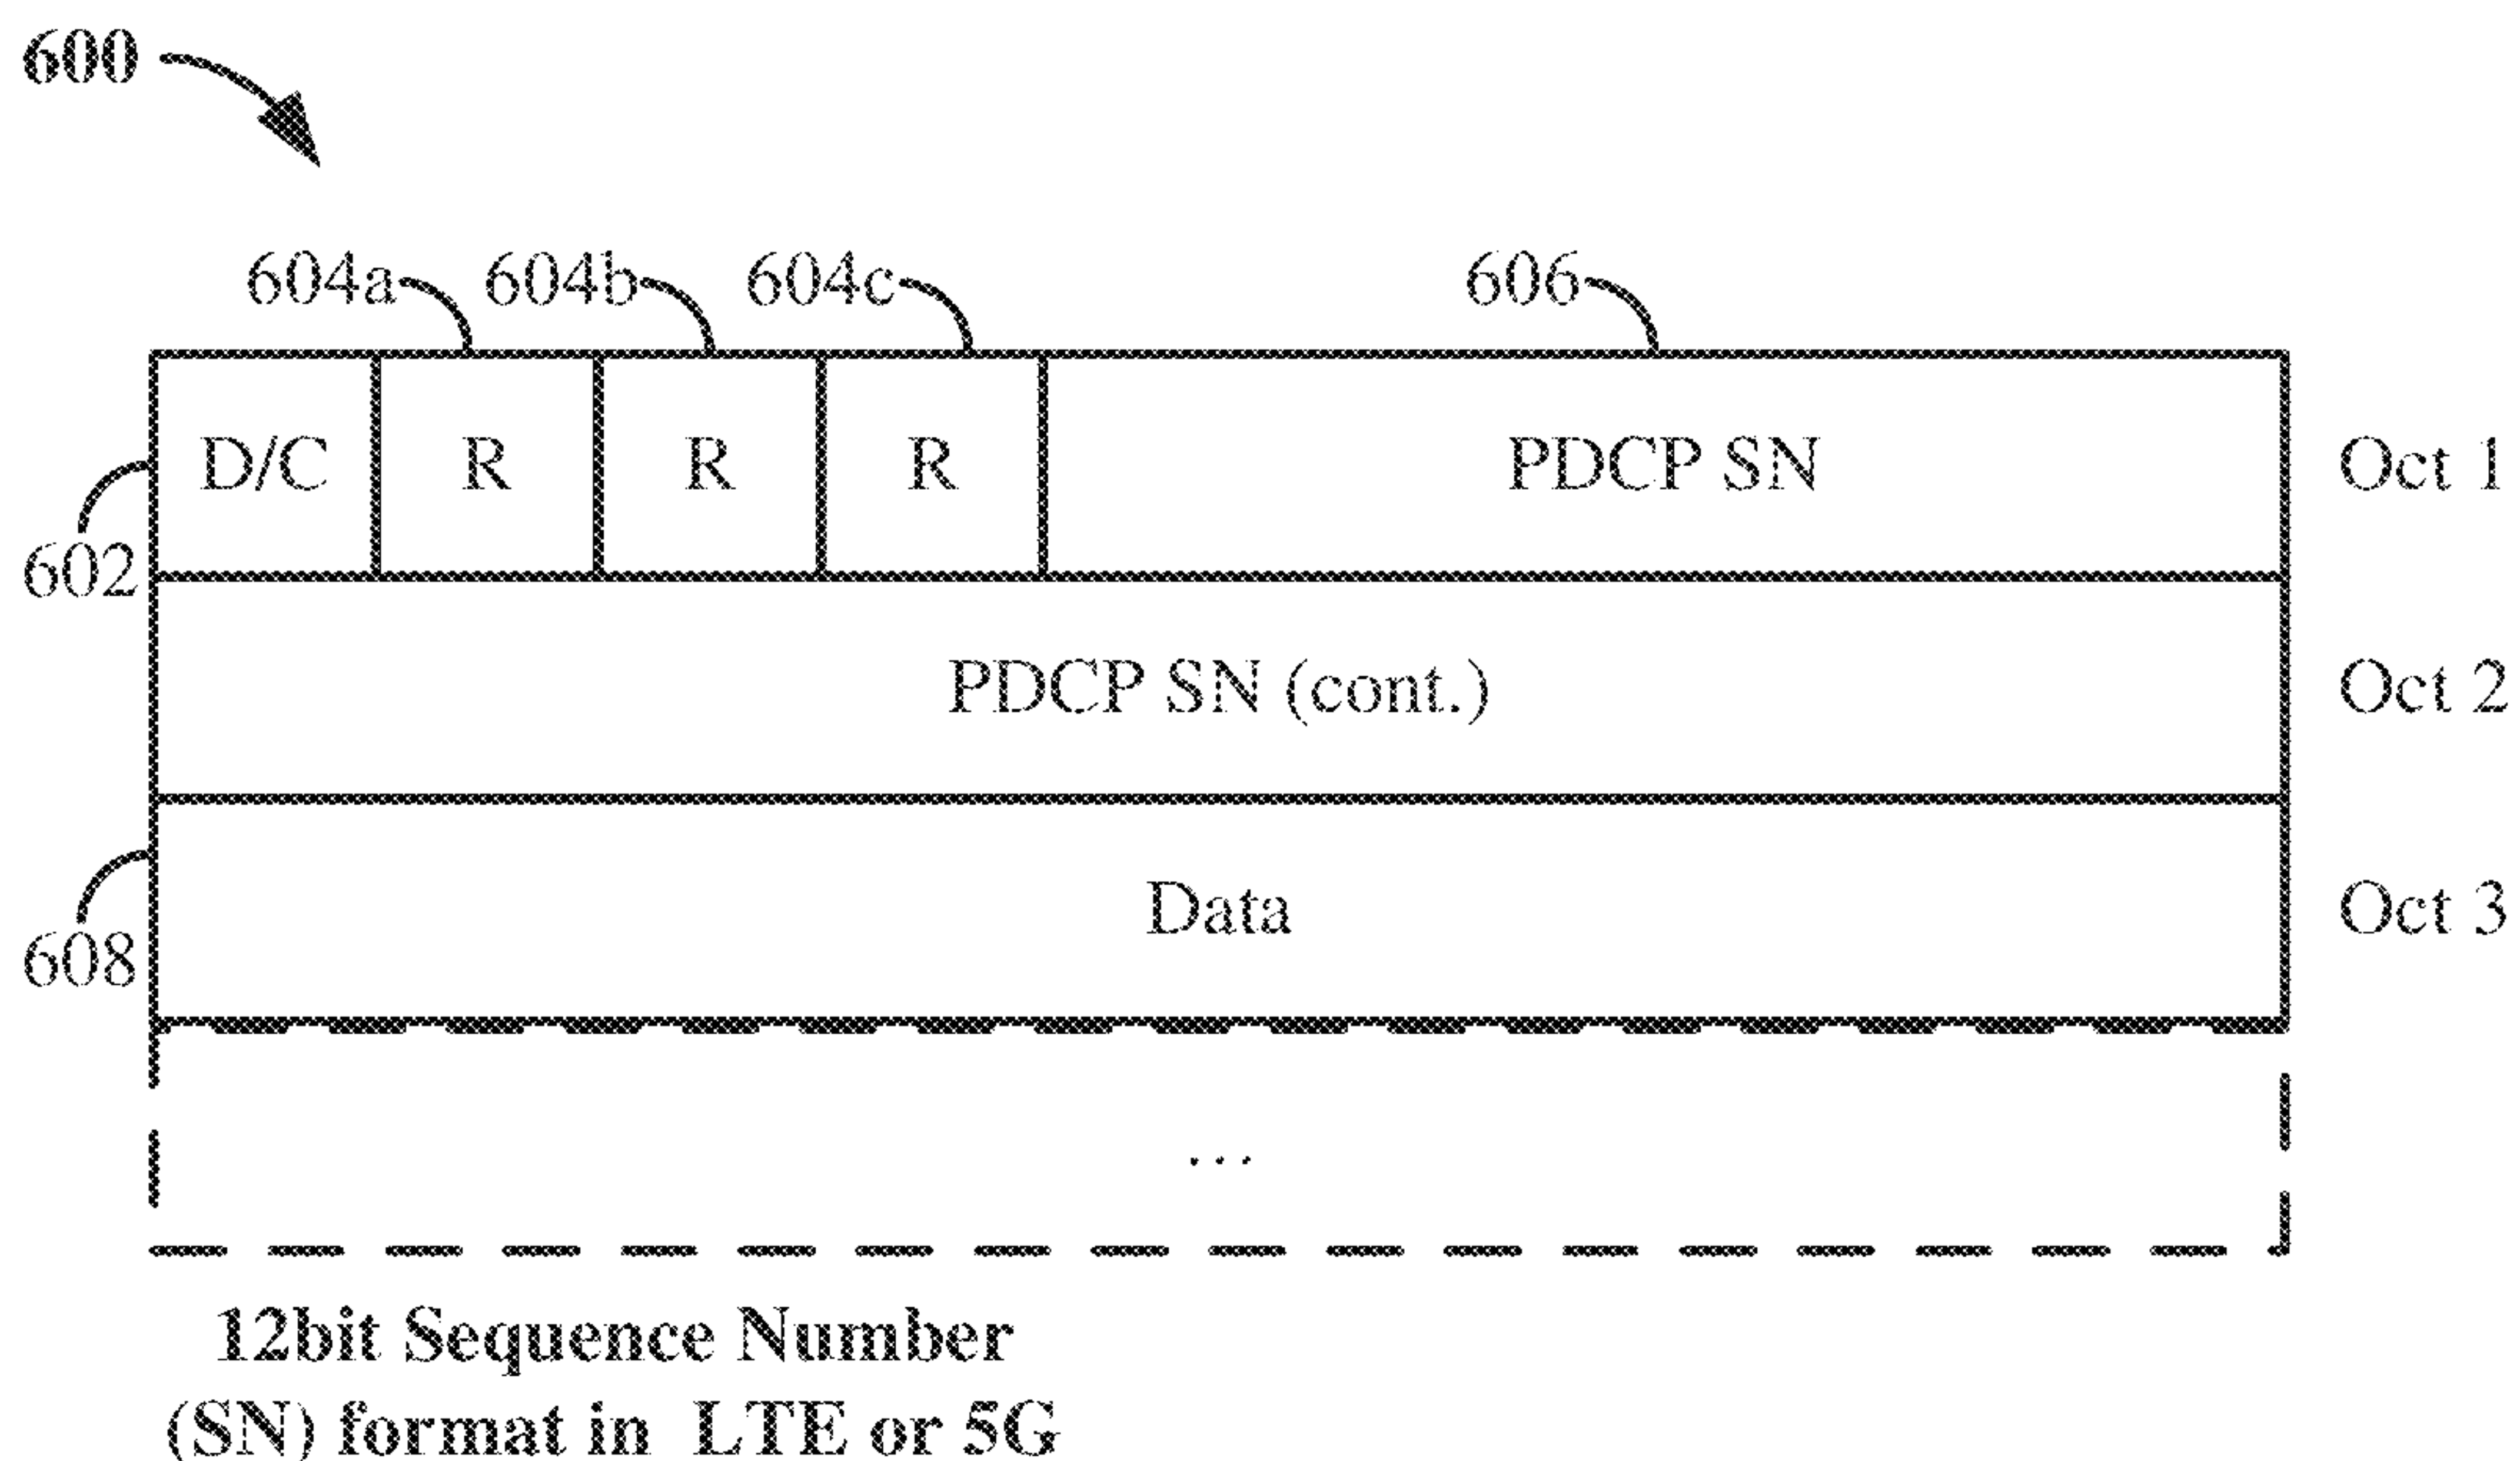 600
604a 604b 604c 606
D/C R R R PDCP SN Oct 1
602
PDCP SN (cont.) Oct 2
Data Oct 3
608
...
12bit Sequence Number
(SN) format in LTE or 5G